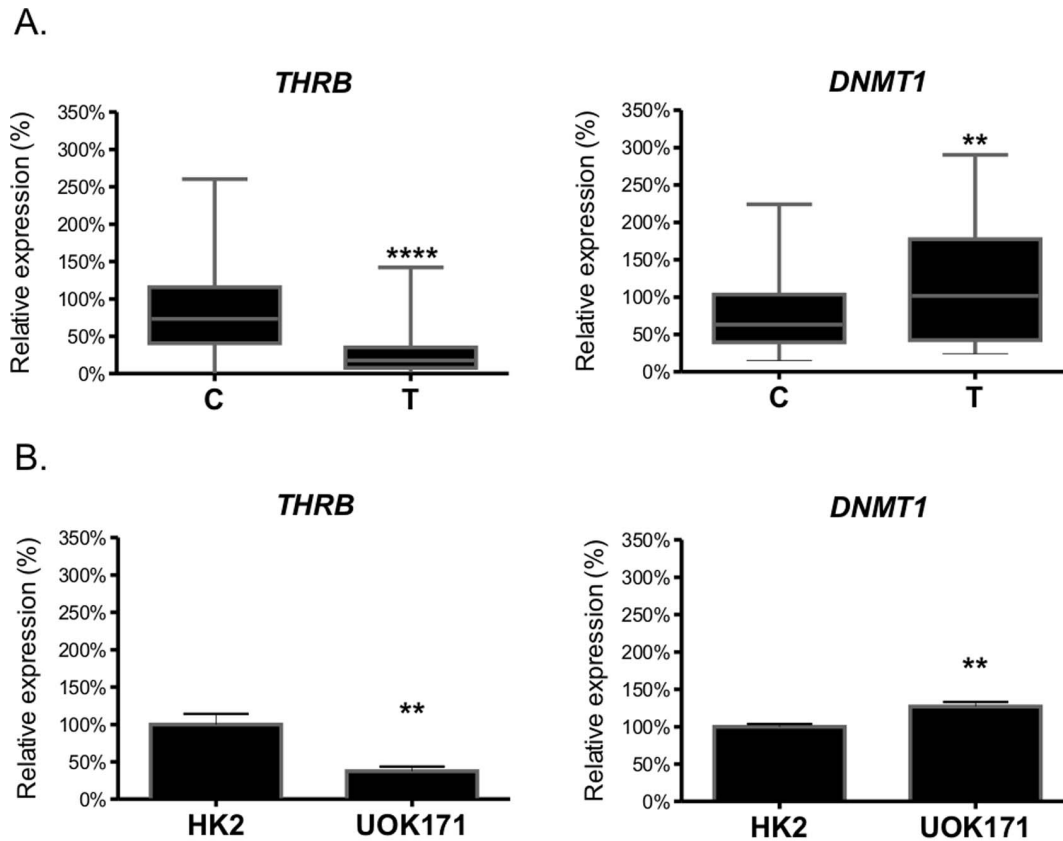 A.
THRB
Relative expression (%)
350%
300%
250%
200%
150%
100%
50%
0%
****
C T
DNMT1
Relative expression (%)
350%
300%
250%
200%
150%
100%
50%
0%
**
C T
B.
THRB
Relative expression (%)
350%
300%
250%
200%
150%
100%
50%
0%
**
HK2 UOK171
DNMT1
Relative expression (%)
350%
300%
250%
200%
150%
100%
50%
0%
**
HK2 UOK171